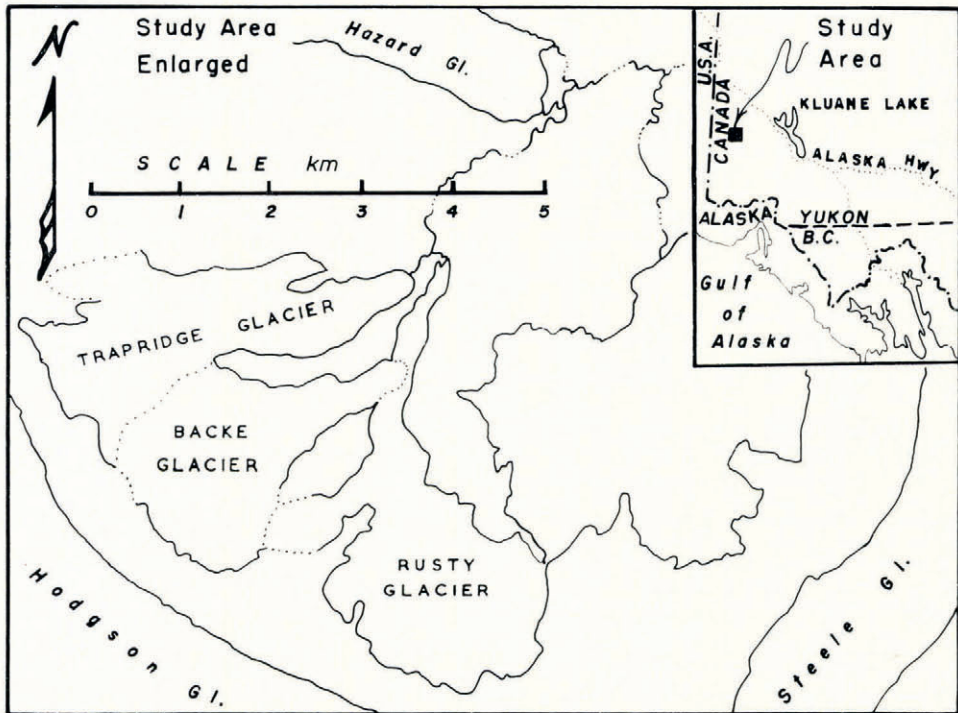 N
Study Area
Enlarged
Hazard Gl.
SCALE km
0 1 2 3 4 5
TRAPRIDGE GLACIER
BACKE
GLACIER
RUSTY
GLACIER
Hodgson Gl.
Steele Gl.
Study
Area
U.S.A.
CANADA
KLUANE LAKE
ALASKA HWY.
ALASKA
YUKON
B.C.
Gulf
of
Alaska